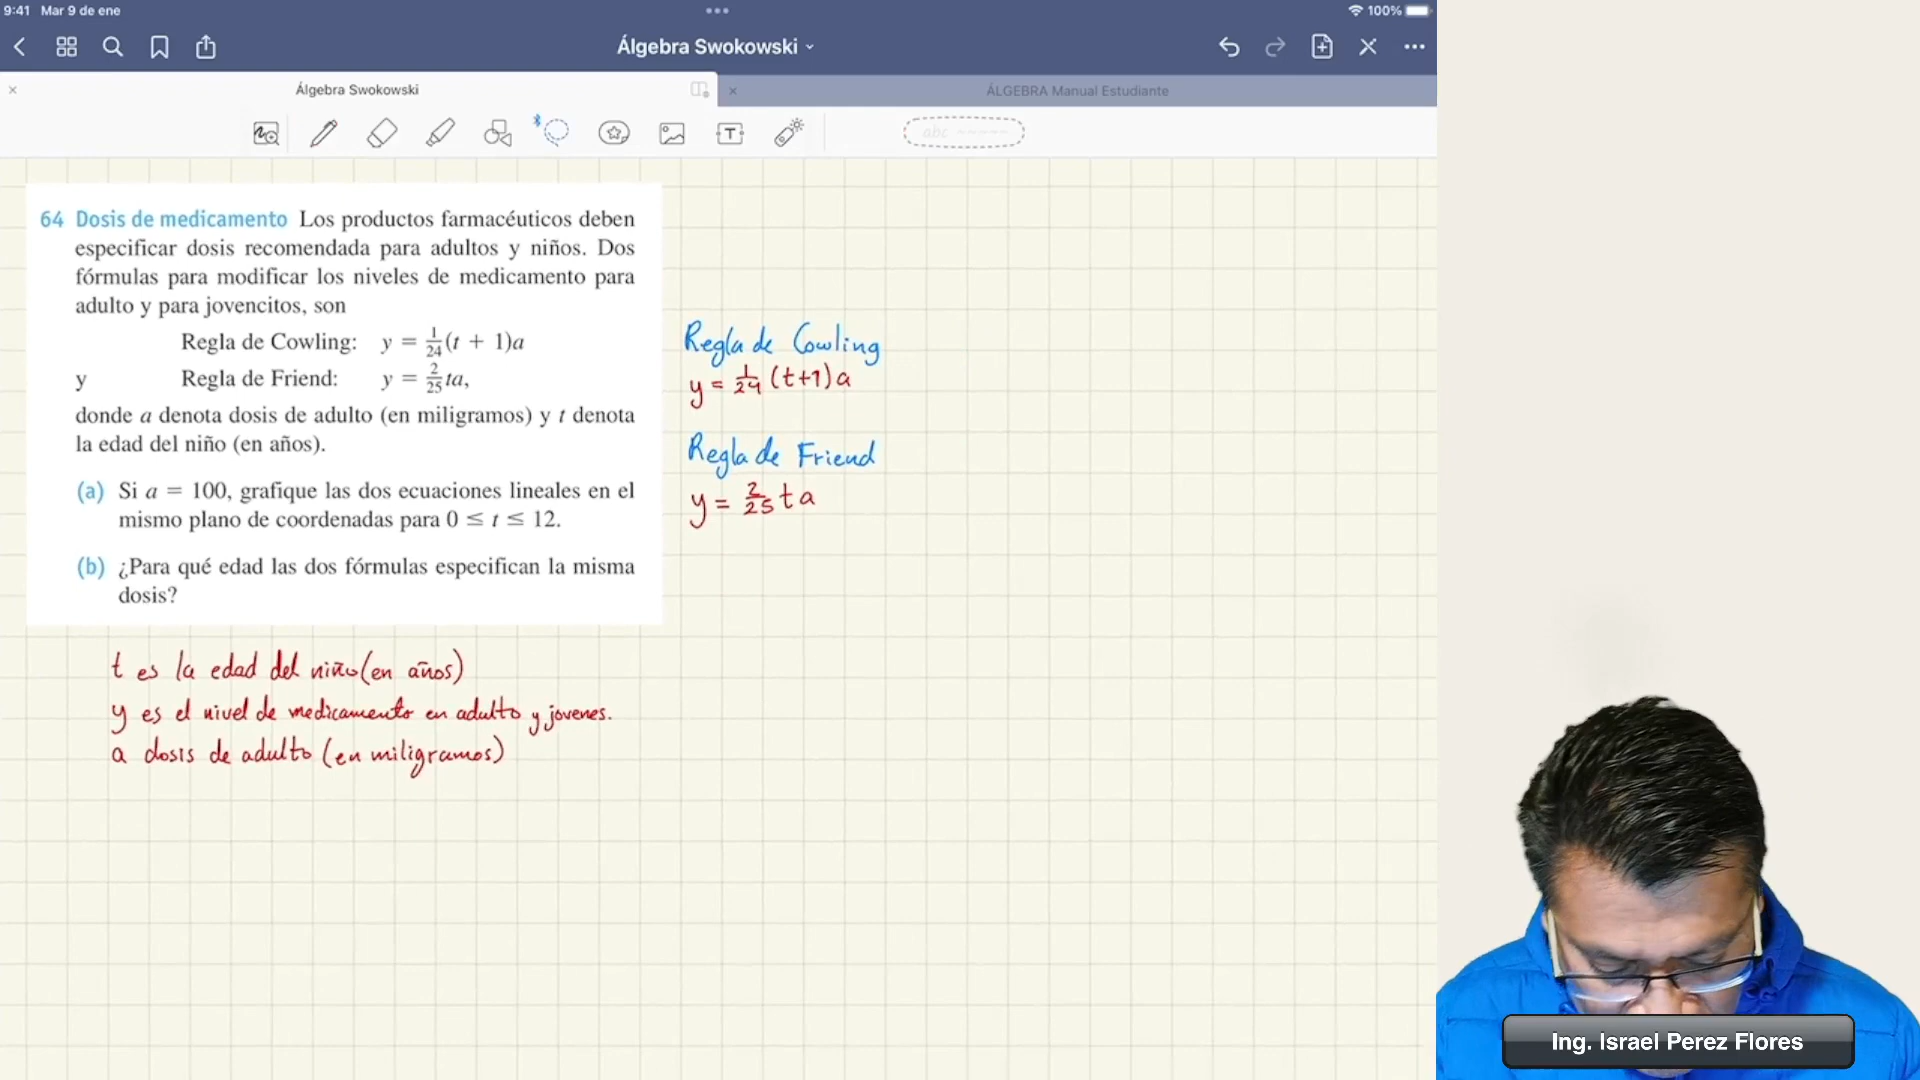 9:41 Mar 9 de ene
100%
Álgebra Swokowski
Álgebra Swokowski
ÁLGEBRA Manual Estudiante
T
abc
64 Dosis de medicamento Los productos farmacéuticos deben
especificar dosis recomendada para adultos y niños. Dos
fórmulas para modificar los niveles de medicamento para
adulto y para jovencitos, son
Regla de Cowling: y = 1/24 (t + 1)a
y Regla de Friend: y = 2/25 ta,
donde a denota dosis de adulto (en miligramos) y t denota
la edad del niño (en años).
(a) Si a = 100, grafique las dos ecuaciones lineales en el
mismo plano de coordenadas para 0 ≤ t ≤ 12.
(b) ¿Para qué edad las dos fórmulas especifican la misma
dosis?
Regla de Cowling
y = 1/24 (t+1) a
Regla de Friend
y = 2/25 t a
t es la edad del niño (en años)
y es el nivel de medicamento en adulto y jovenes.
a dosis de adulto (en miligramos)
Ing. Israel Perez Flores